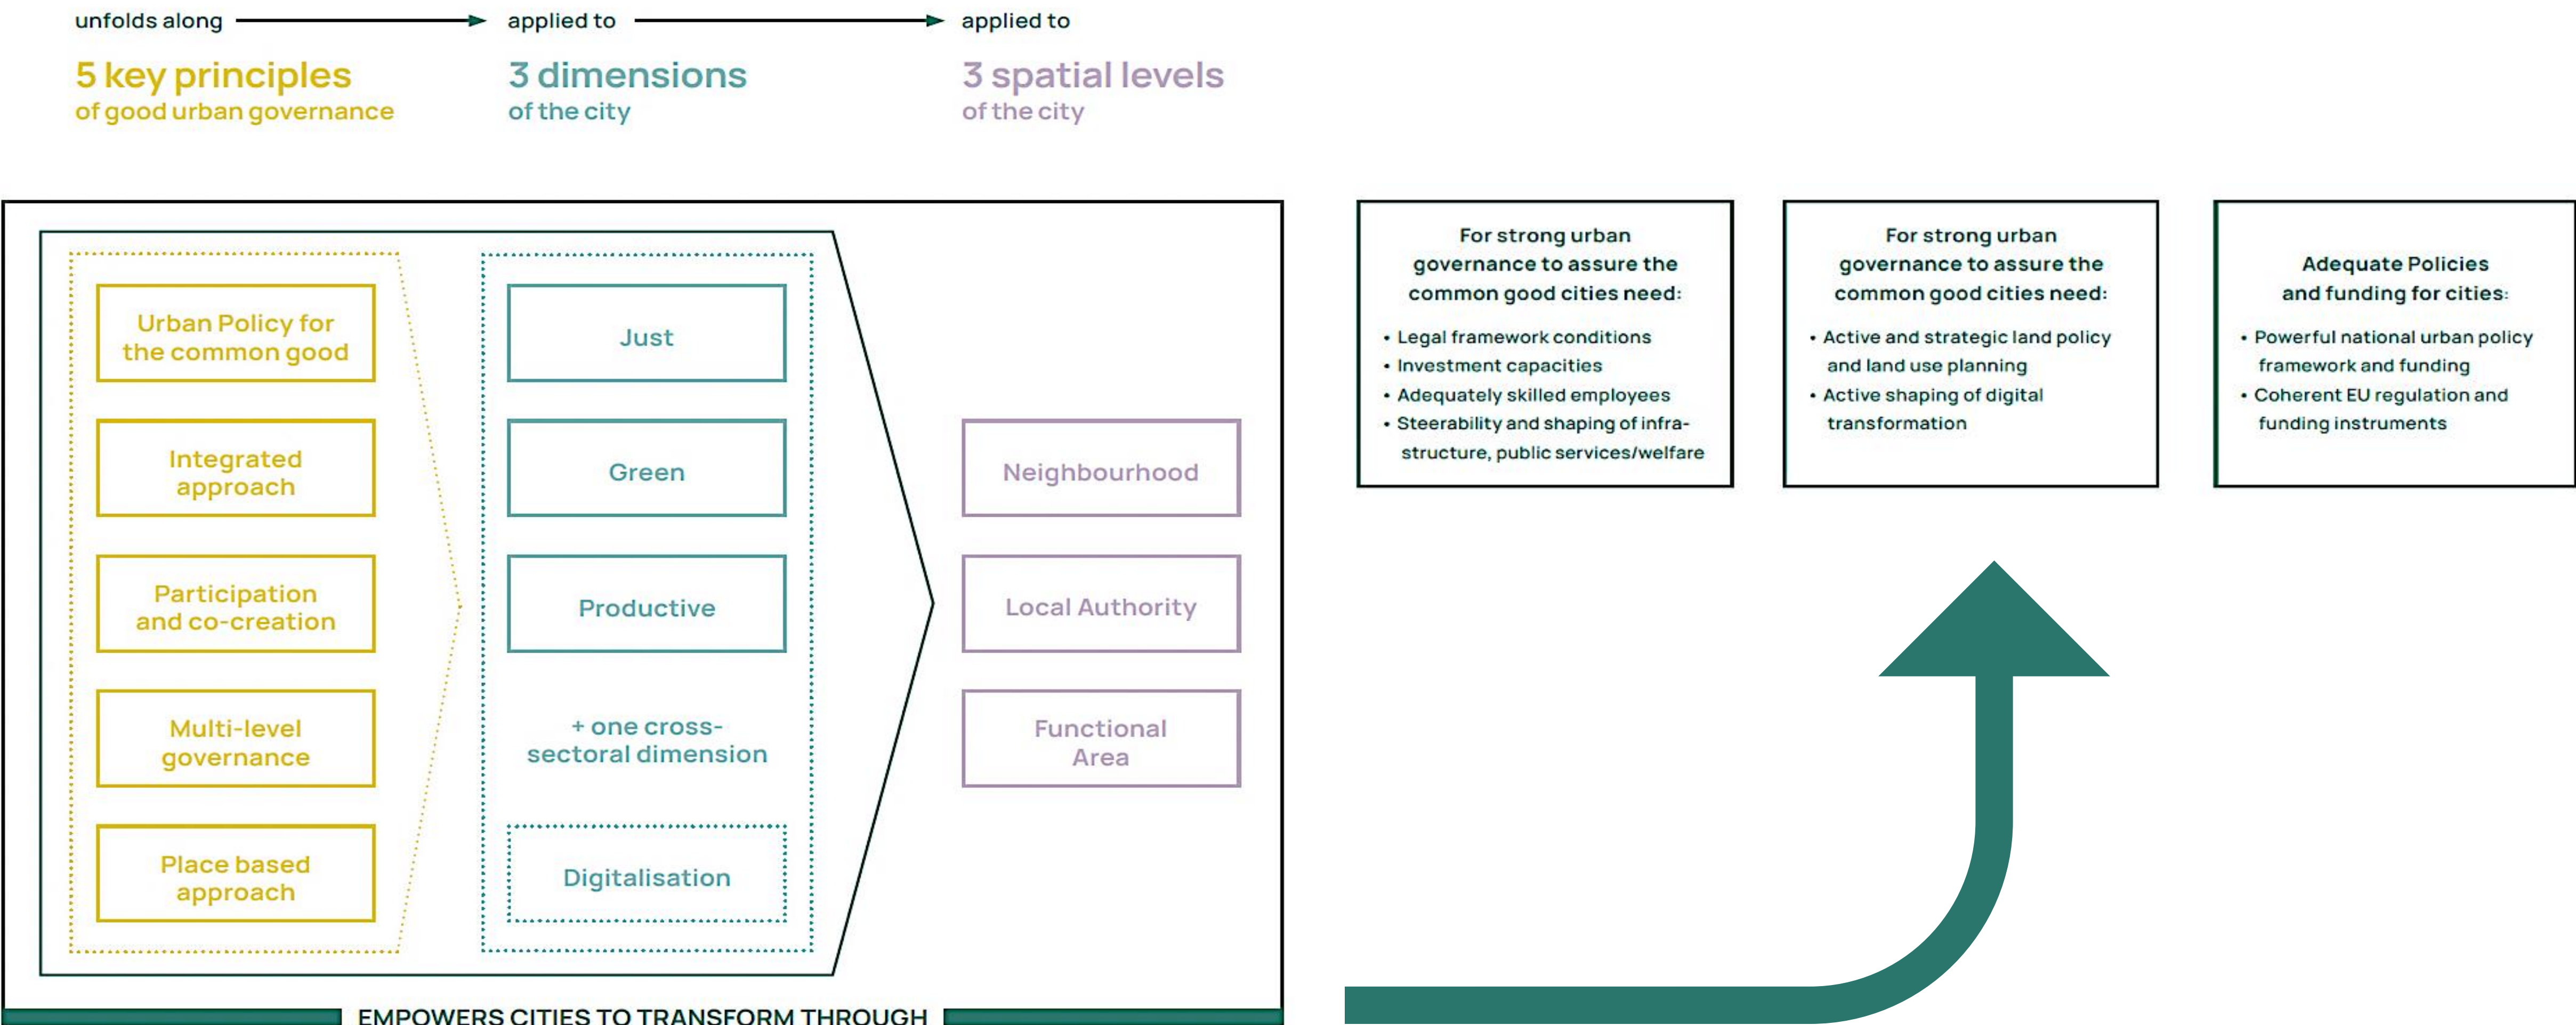 unfolds along
applied to
applied to
5 key principles
of good urban governance
3 dimensions
of the city
3 spatial levels
of the city
Urban Policy for
the common good
Integrated
approach
Participation
and co-creation
Multi-level
governance
Place based
approach
Just
Green
Productive
+ one cross-
sectoral dimension
Digitalisation
Neighbourhood
Local Authority
Functional
Area
EMPOWERS CITIES TO TRANSFORM THROUGH
For strong urban
governance to assure the
common good cities need:
• Legal framework conditions
• Investment capacities
• Adequately skilled employees
• Steerability and shaping of infra-
structure, public services/welfare
For strong urban
governance to assure the
common good cities need:
• Active and strategic land policy
and land use planning
• Active shaping of digital
transformation
Adequate Policies
and funding for cities:
• Powerful national urban policy
framework and funding
• Coherent EU regulation and
funding instruments